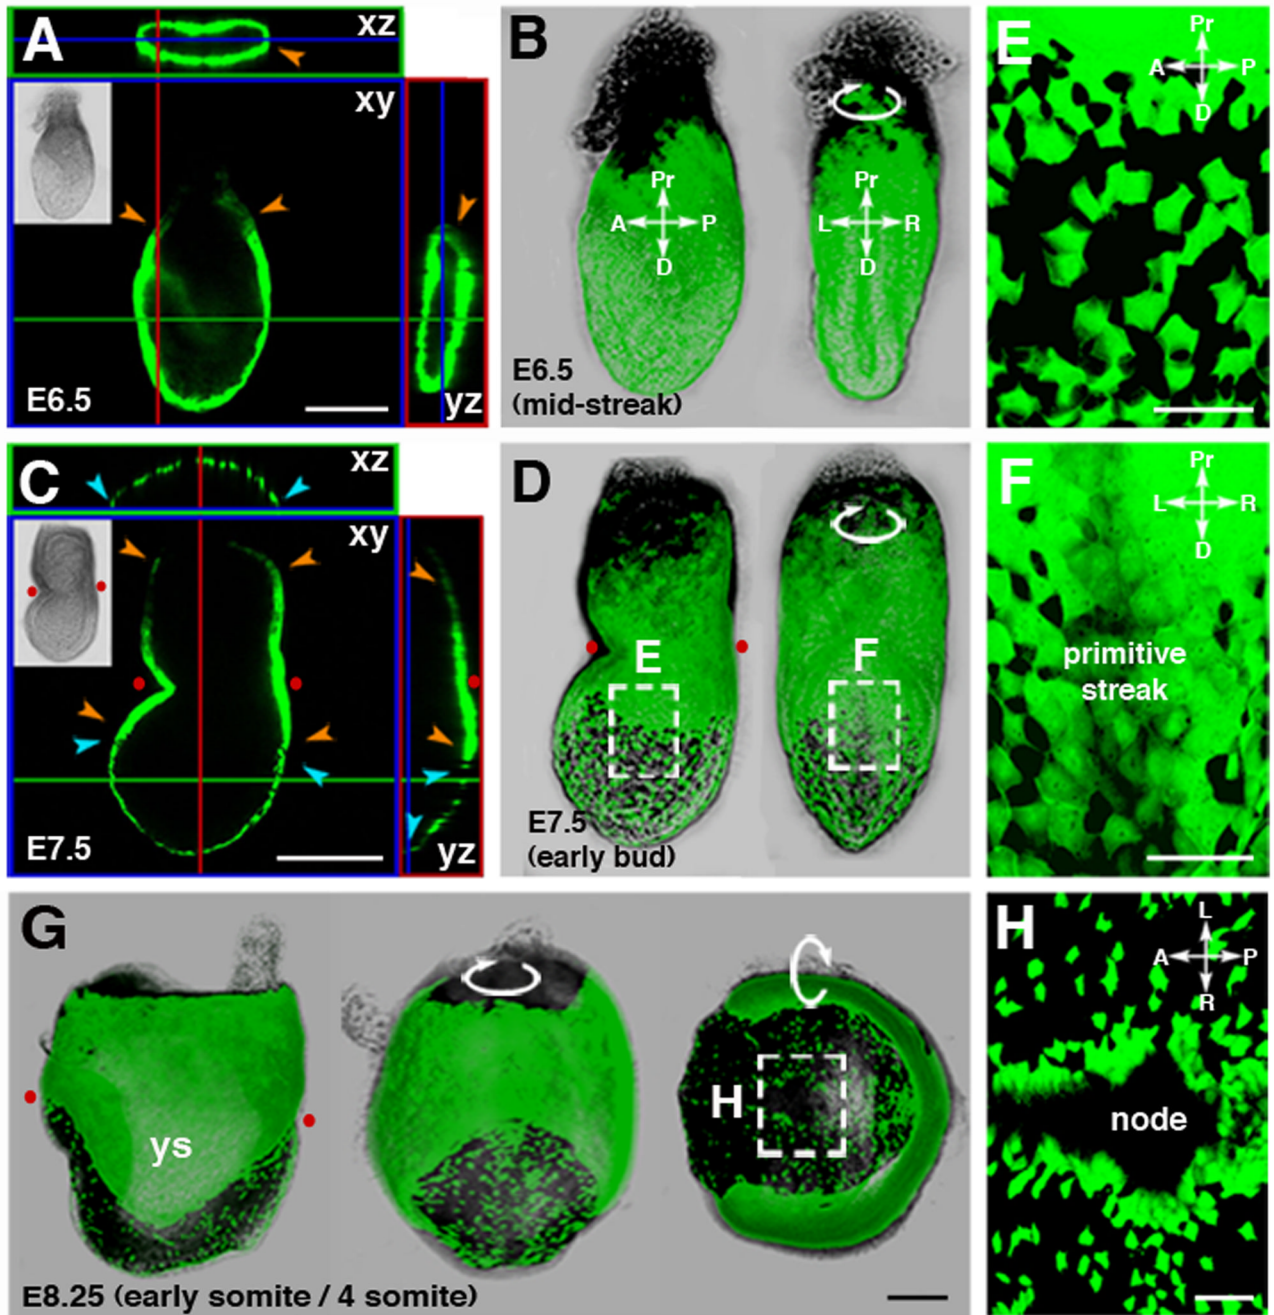 A
xz
xy
E6.5
yz
B
Pr
A
P
D
Pr
L
R
D
E6.5
(mid-streak)
E
Pr
A
P
D
C
xz
xy
E7.5
yz
D
E
F
E7.5
(early bud)
F
Pr
L
R
D
primitive
streak
G
ys
H
E8.25 (early somite / 4 somite)
H
L
A
P
R
node